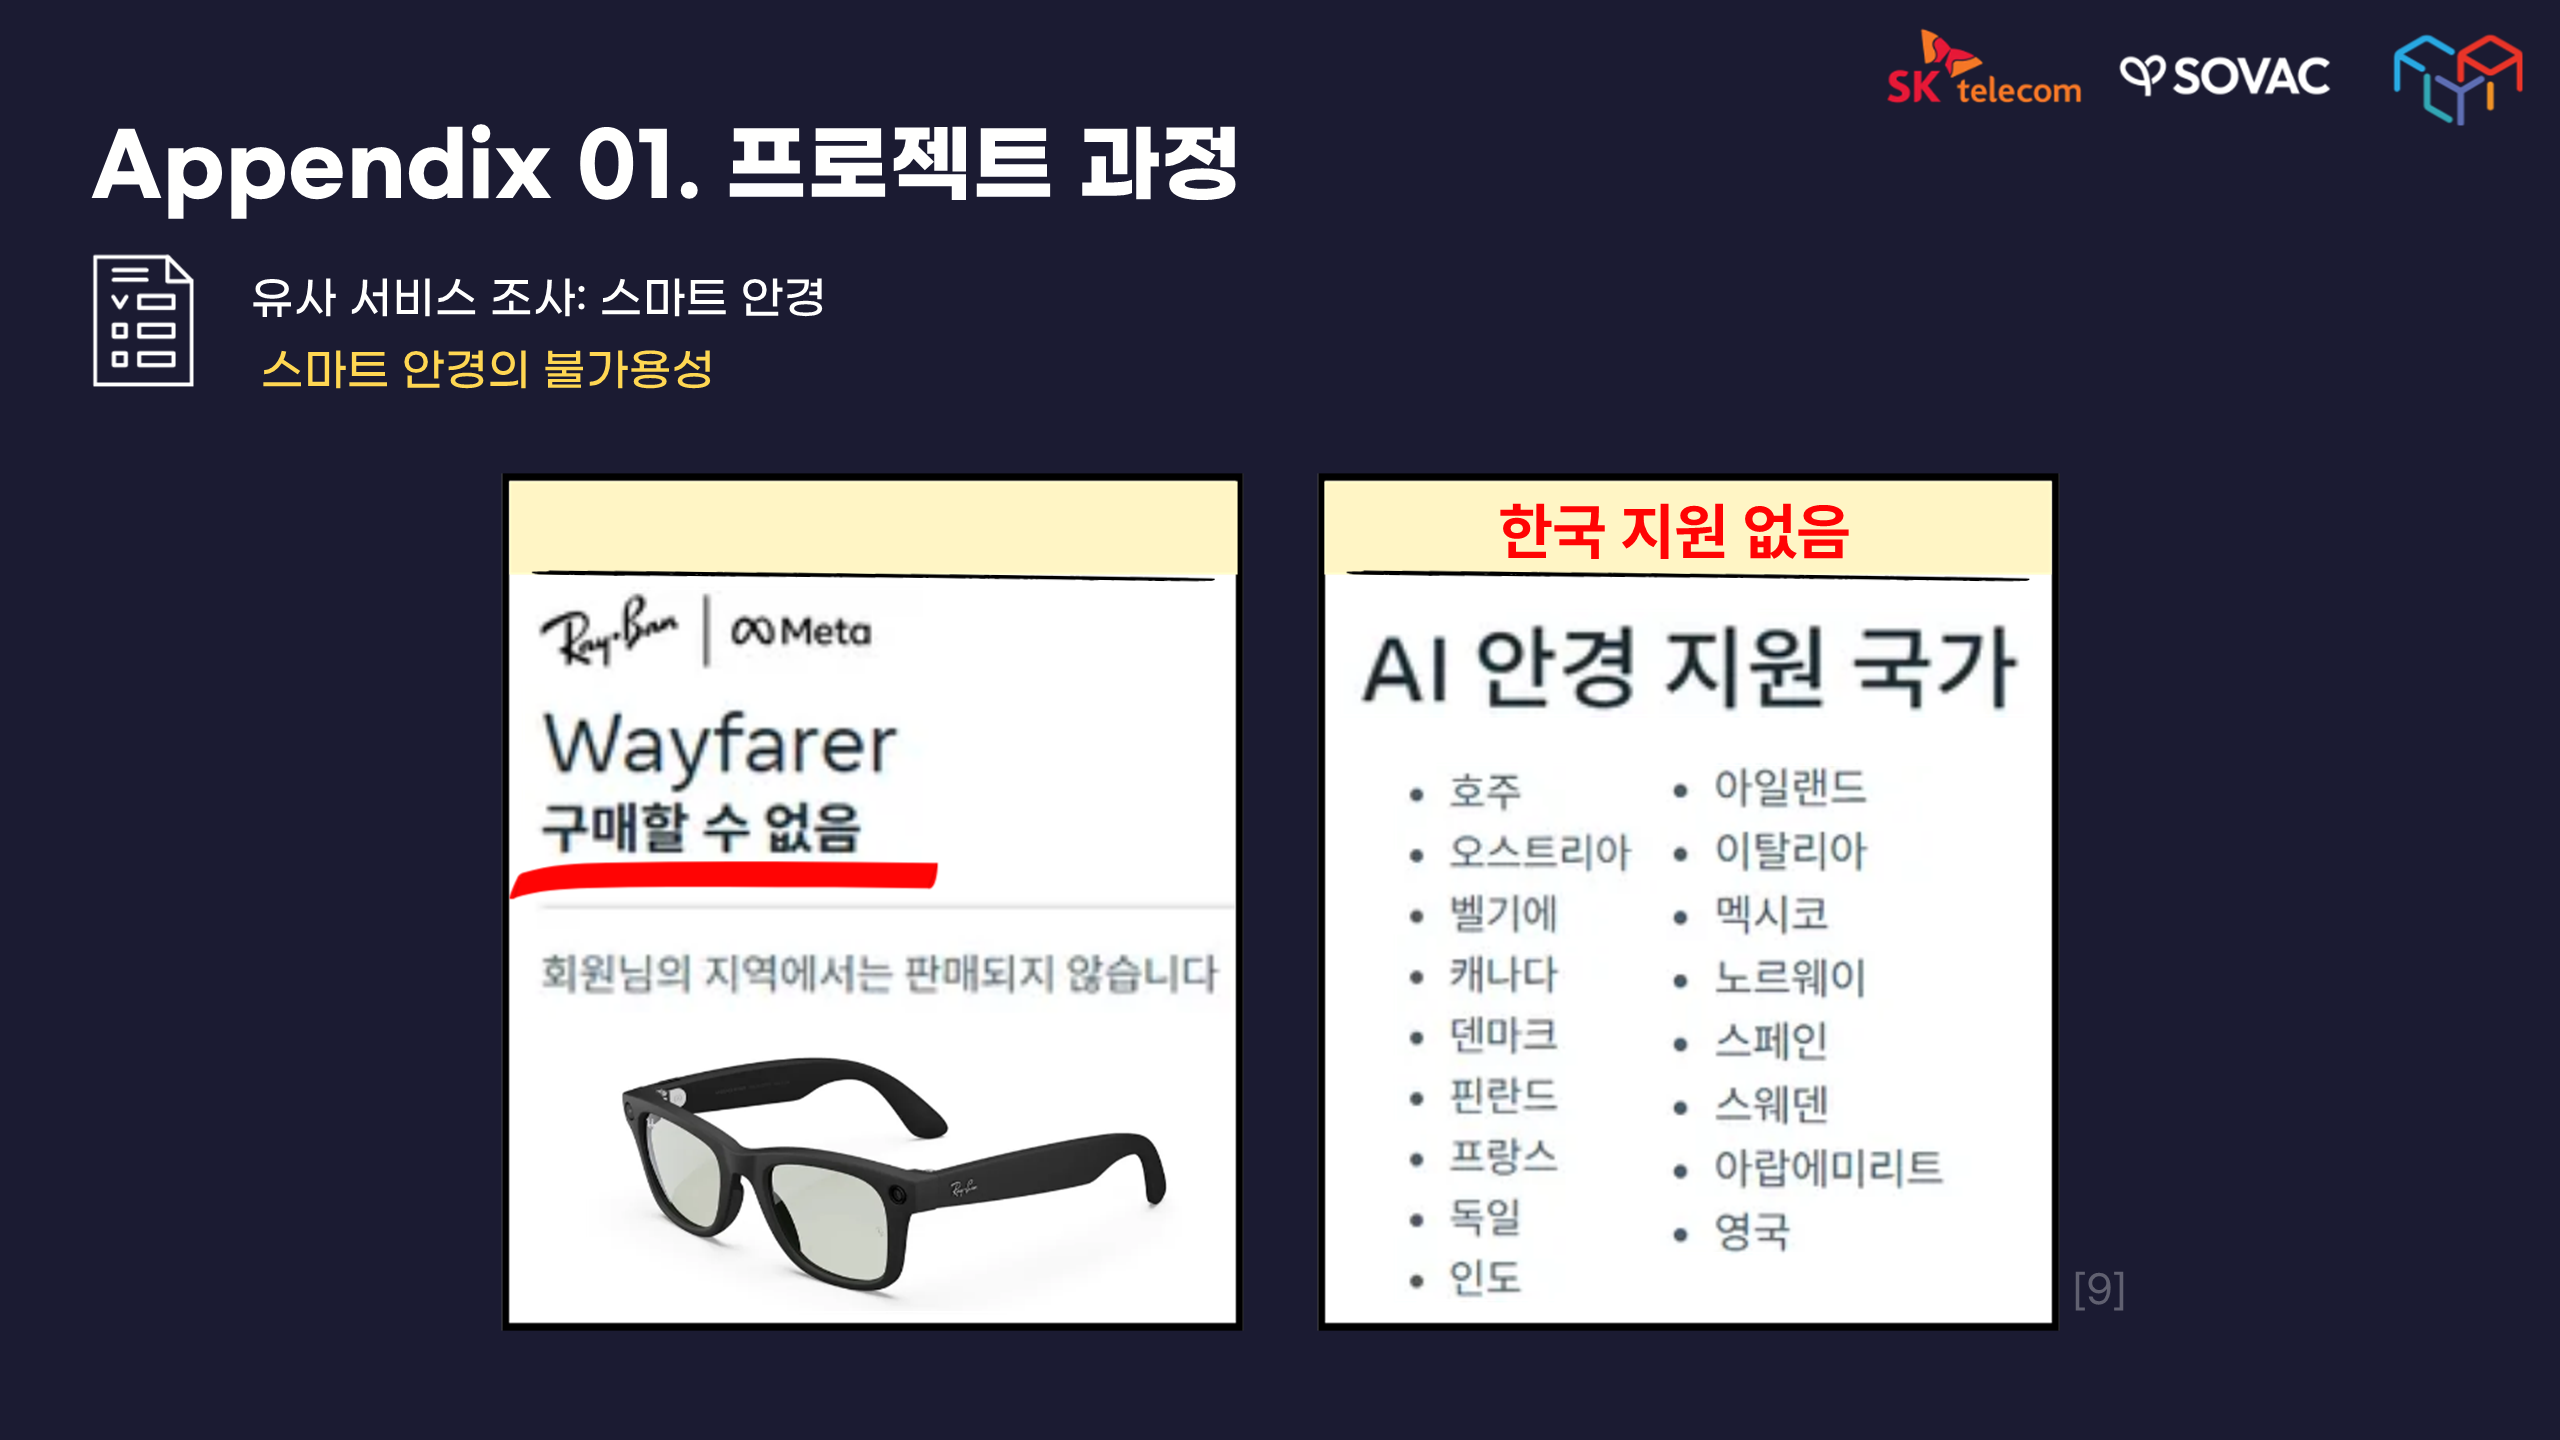 SK telecom
SOVAC
Appendix 01. 프로젝트 과정
유사 서비스 조사: 스마트 안경
스마트 안경의 불가용성
Ray-Ban | Meta
Wayfarer
구매할 수 없음
회원님의 지역에서는 판매되지 않습니다
Ray-Ban
한국 지원 없음
AI 안경 지원 국가
• 호주
• 오스트리아
• 벨기에
• 캐나다
• 덴마크
• 핀란드
• 프랑스
• 독일
• 인도
• 아일랜드
• 이탈리아
• 멕시코
• 노르웨이
• 스페인
• 스웨덴
• 아랍에미리트
• 영국
[9]